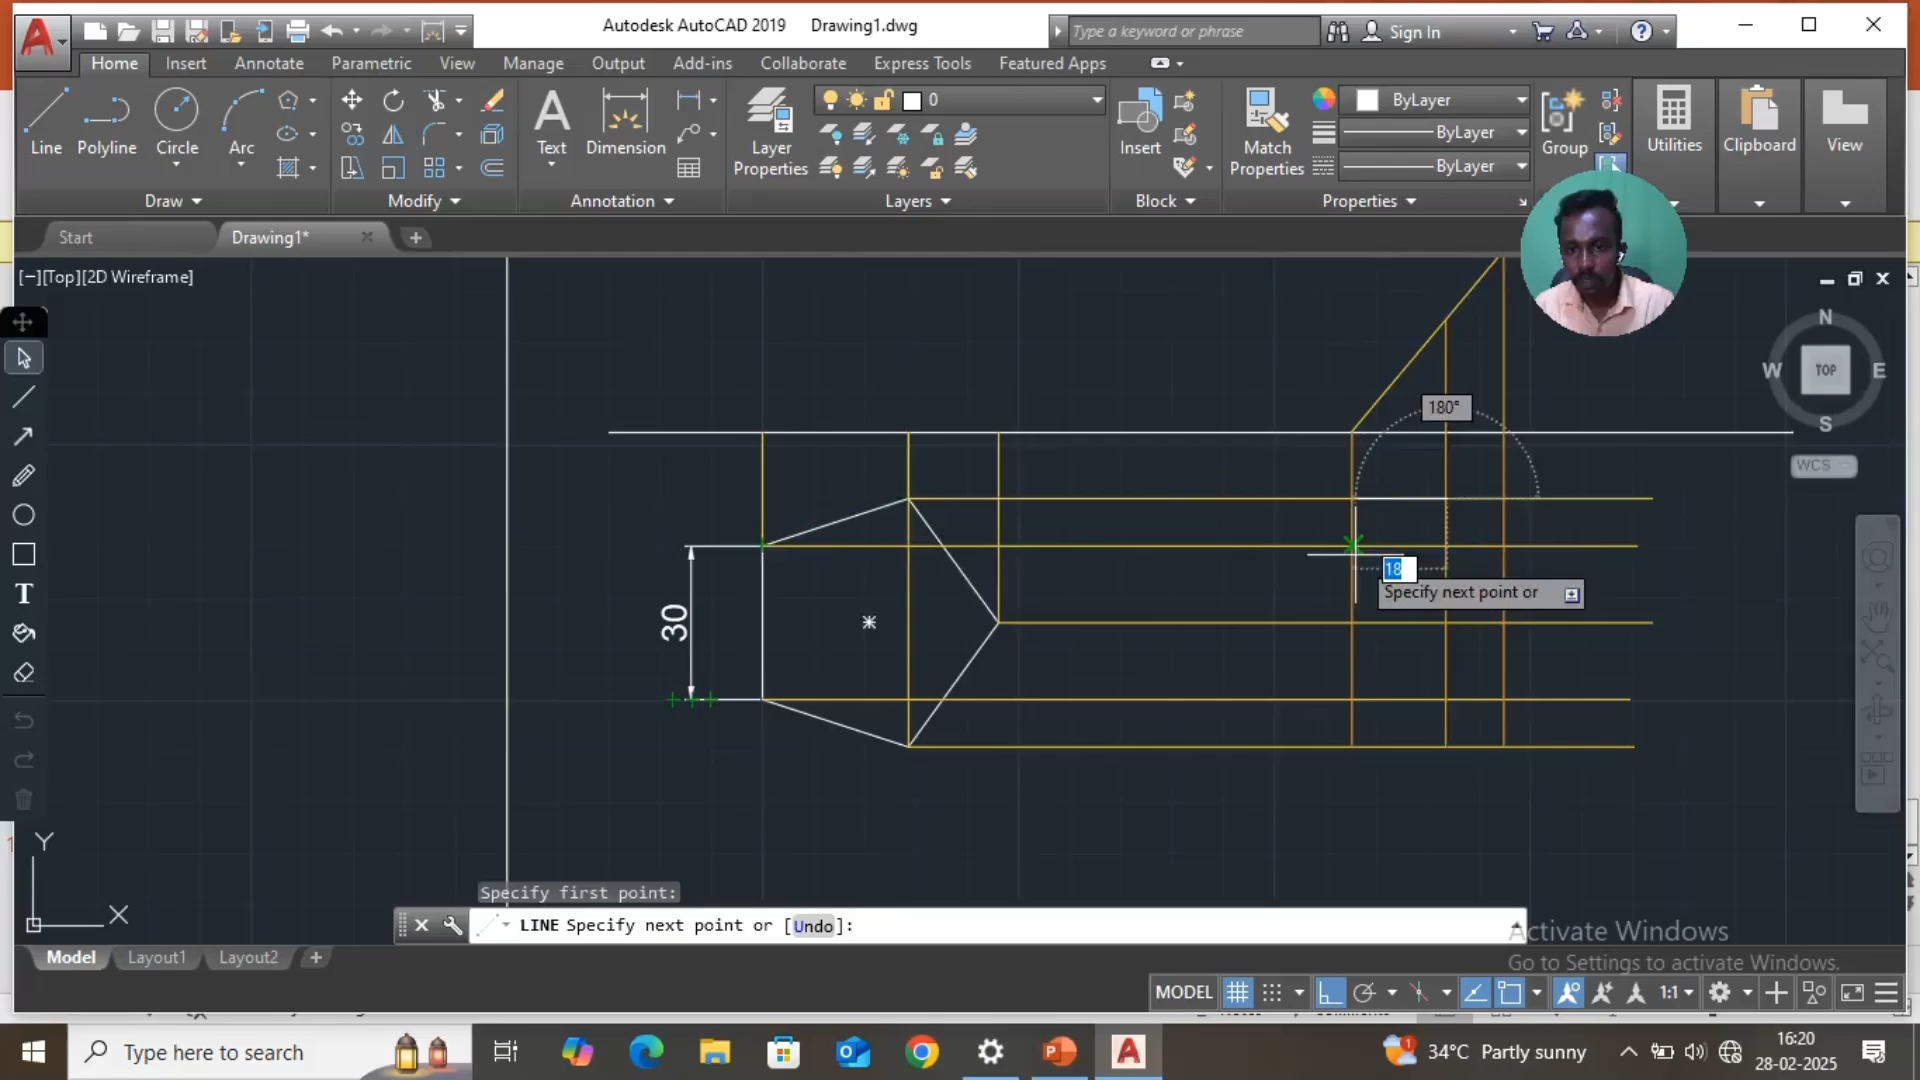 Autodesk AutoCAD 2019 Drawing1.dwg
Type a keyword or phrase
Sign In
Home Insert Annotate Parametric View Manage Output Add-ins Collaborate Express Tools Featured Apps
0
ByLayer
ByLayer
ByLayer
Line Polyline Circle Arc
Text Dimension
Layer Properties
Insert
Match Properties
Group
Utilities
Clipboard
View
Draw Modify Annotation Layers Block Properties
Start Drawing1*
[−][Top][2D Wireframe]
N
W TOP E
S
WCS
180°
18
Specify next point or
30
T
Y
X
Specify first point:
LINE Specify next point or [Undo]:
Activate Windows
Go to Settings to activate Windows.
Model Layout1 Layout2
MODEL 1:1
Type here to search
34°C Partly sunny
16:20
28-02-2025